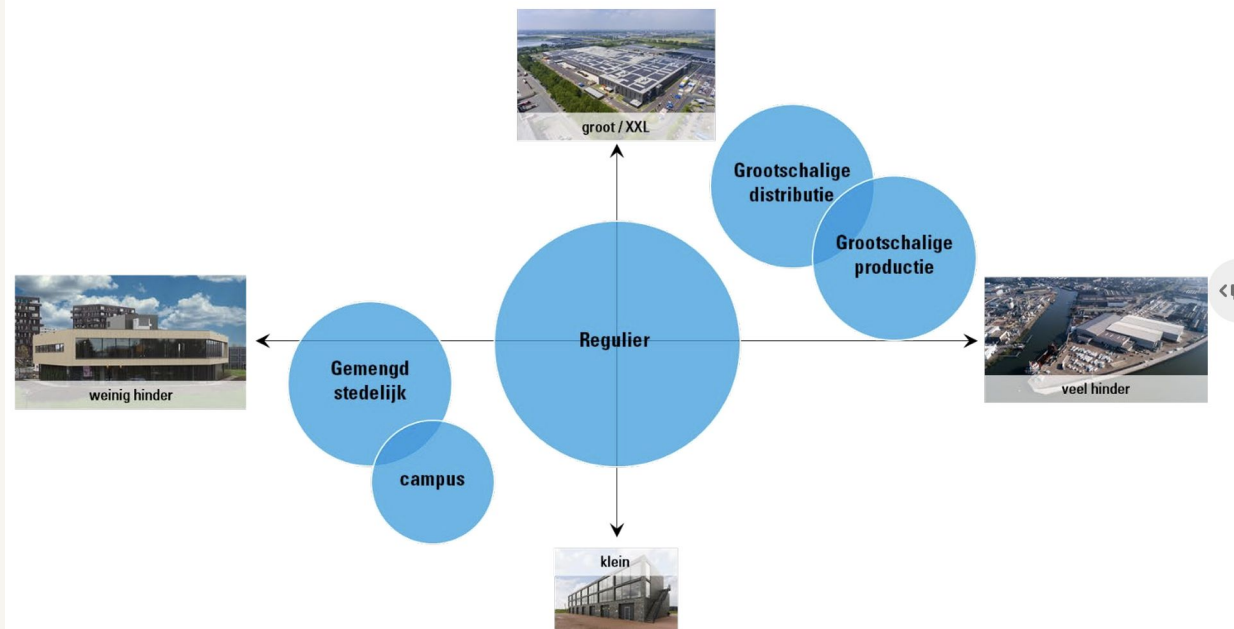 groot / XXL
Grootschalige
distributie
Grootschalige
productie
Regulier
Gemengd
stedelijk
weinig hinder
veel hinder
campus
klein